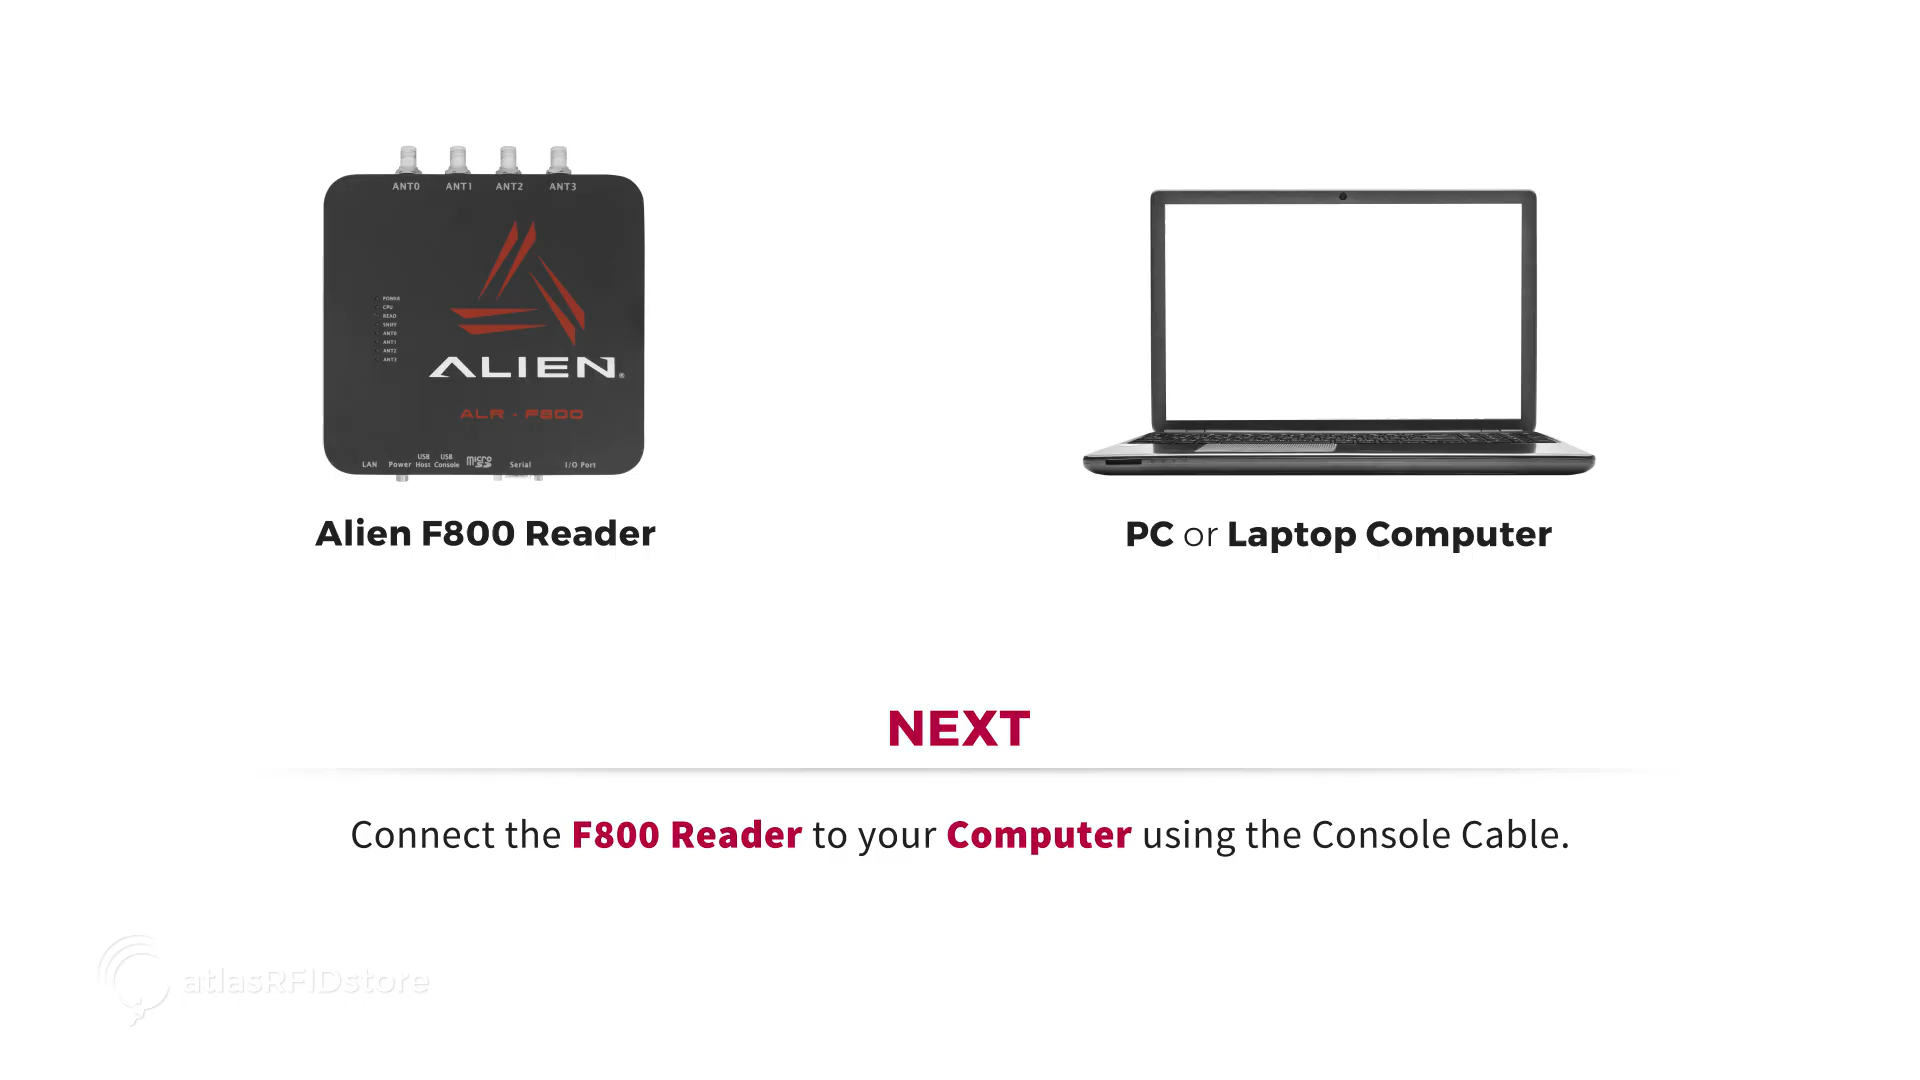 ANT0 ANT1 ANT2 ANT3
POWER
CPU
READ
SNIFF
ANT0
ANT1
ANT2
ANT3
ALIEN®
ALR - F800
LAN Power USB Host USB Console micro SD Serial I/O Port
Alien F800 Reader
PC or Laptop Computer
NEXT
Connect the F800 Reader to your Computer using the Console Cable.
atlasRFIDstore